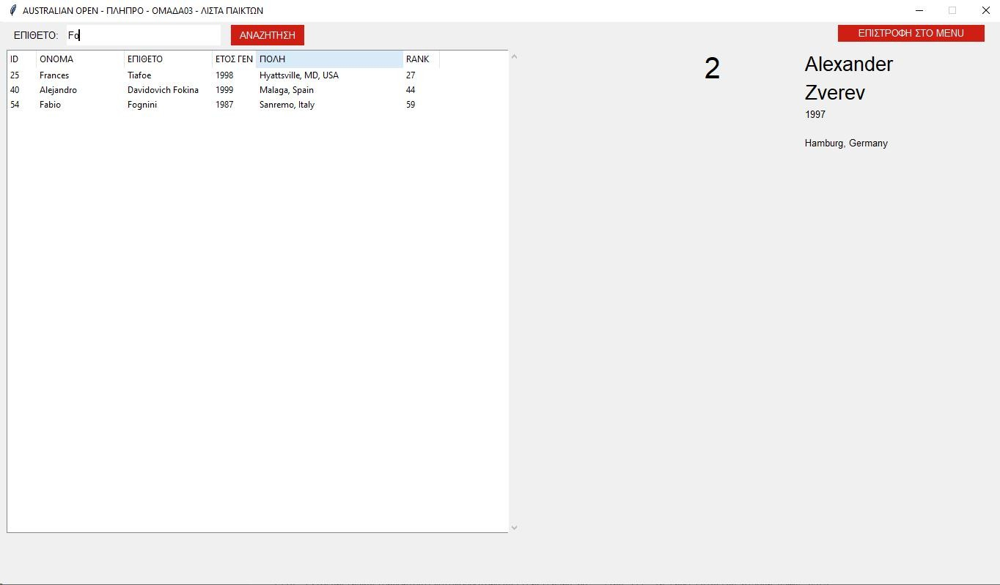 AUSTRALIAN OPEN - ΠΛΗΠΡΟ - ΟΜΑΔΑ03 - ΛΙΣΤΑ ΠΑΙΚΤΩΝ
ΕΠΙΘΕΤΟ: Fo ΑΝΑΖΗΤΗΣΗ ΕΠΙΣΤΡΟΦΗ ΣΤΟ MENU
ID ΟΝΟΜΑ ΕΠΙΘΕΤΟ ΕΤΟΣ ΓΕΝ ΠΟΛΗ RANK
25 Frances Tiafoe 1998 Hyattsville, MD, USA 27
40 Alejandro Davidovich Fokina 1999 Malaga, Spain 44
54 Fabio Fognini 1987 Sanremo, Italy 59
2 Alexander
Zverev
1997
Hamburg, Germany